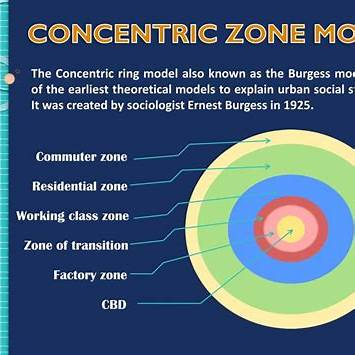 CONCENTRIC ZONE MO
The Concentric ring model also known as the Burgess mo
of the earliest theoretical models to explain urban social s
It was created by sociologist Ernest Burgess in 1925.
Commuter zone
Residential zone
Working class zone
Zone of transition
Factory zone
CBD